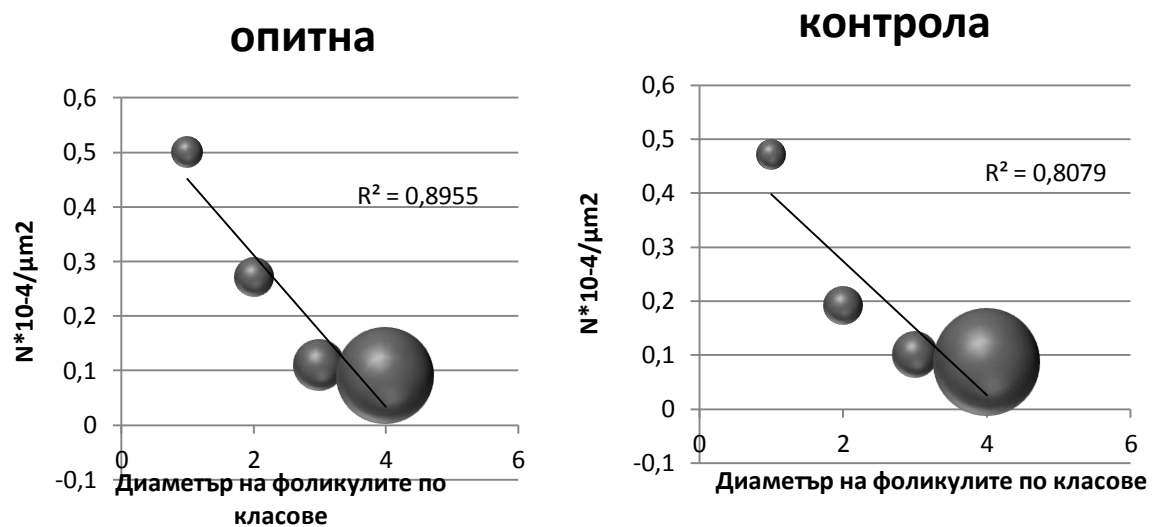 опитна
0,6
0,5
0,4
0,3
0,2
0,1
0
-0,1
N*10-4/µm2
R² = 0,8955
0 2 4 6
Диаметър на фоликулите по
класове
контрола
0,6
0,5
0,4
0,3
0,2
0,1
0
-0,1
N*10-4/µm2
R² = 0,8079
0 2 4 6
Диаметър на фоликулите по класове